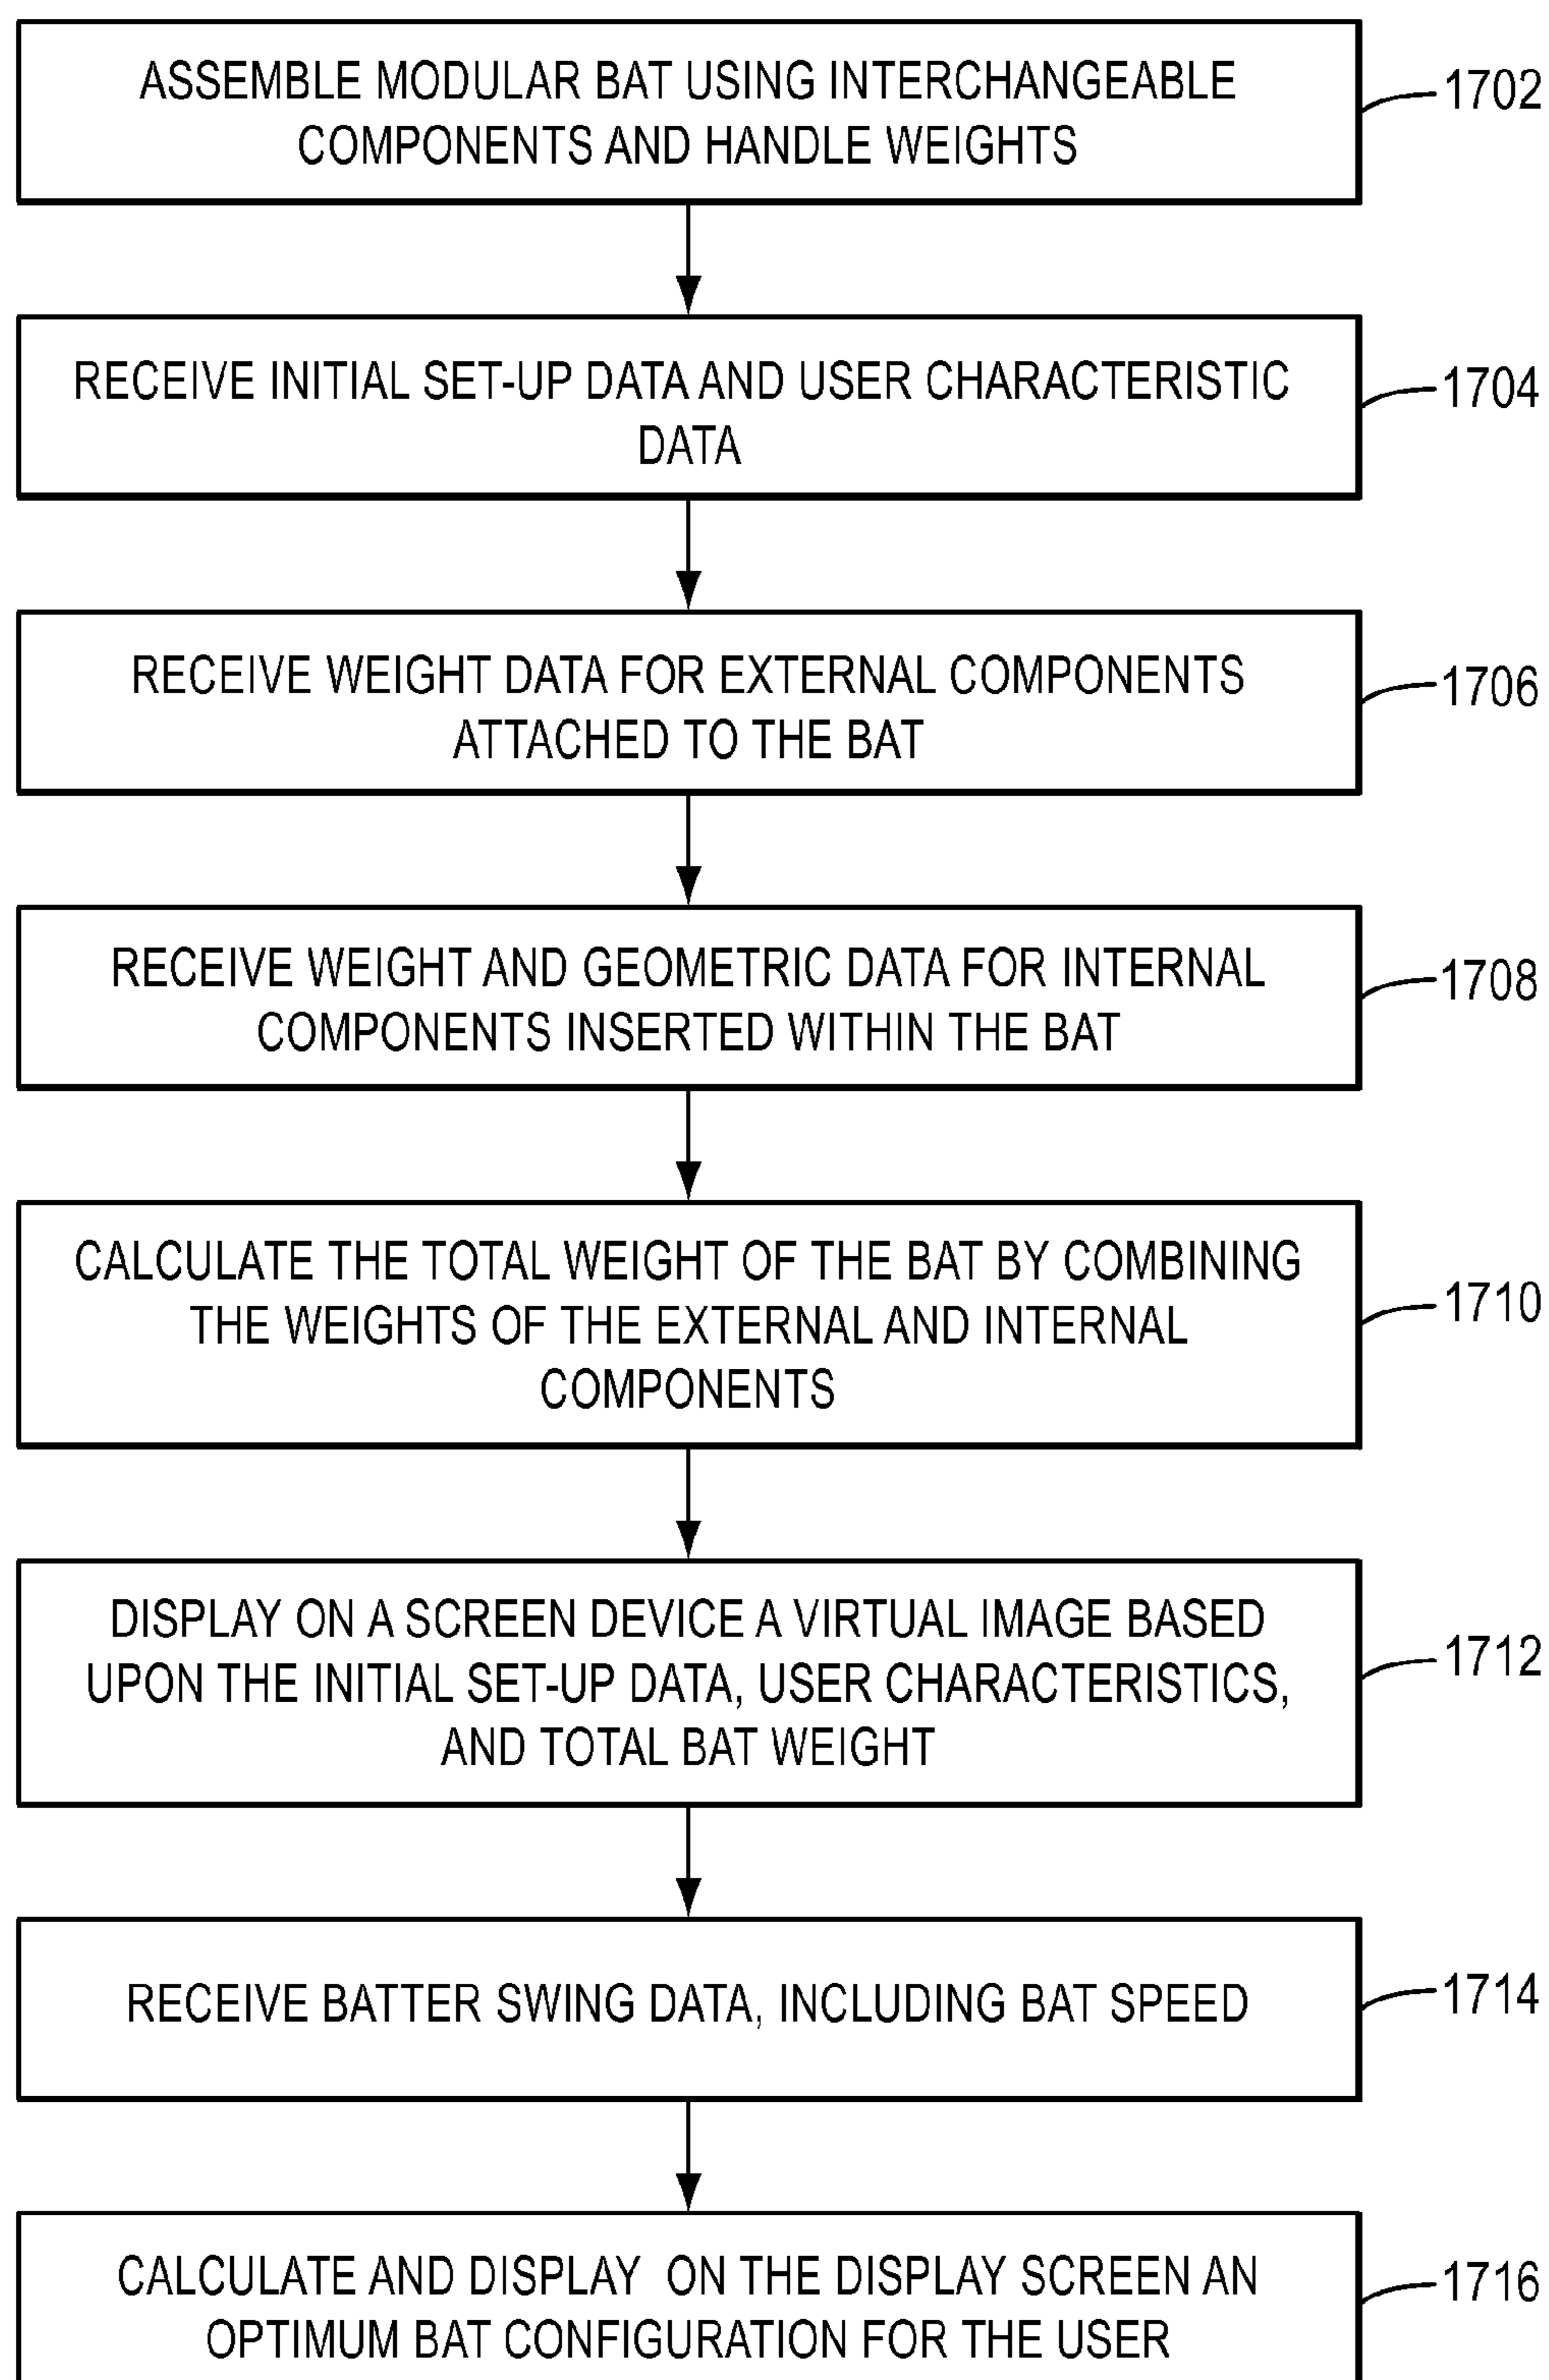 ASSEMBLE MODULAR BAT USING INTERCHANGEABLE
COMPONENTS AND HANDLE WEIGHTS
1702
RECEIVE INITIAL SET-UP DATA AND USER CHARACTERISTIC
DATA
1704
RECEIVE WEIGHT DATA FOR EXTERNAL COMPONENTS
ATTACHED TO THE BAT
1706
RECEIVE WEIGHT AND GEOMETRIC DATA FOR INTERNAL
COMPONENTS INSERTED WITHIN THE BAT
1708
CALCULATE THE TOTAL WEIGHT OF THE BAT BY COMBINING
THE WEIGHTS OF THE EXTERNAL AND INTERNAL
COMPONENTS
1710
DISPLAY ON A SCREEN DEVICE A VIRTUAL IMAGE BASED
UPON THE INITIAL SET-UP DATA, USER CHARACTERISTICS,
AND TOTAL BAT WEIGHT
1712
RECEIVE BATTER SWING DATA, INCLUDING BAT SPEED
1714
CALCULATE AND DISPLAY ON THE DISPLAY SCREEN AN
OPTIMUM BAT CONFIGURATION FOR THE USER
1716